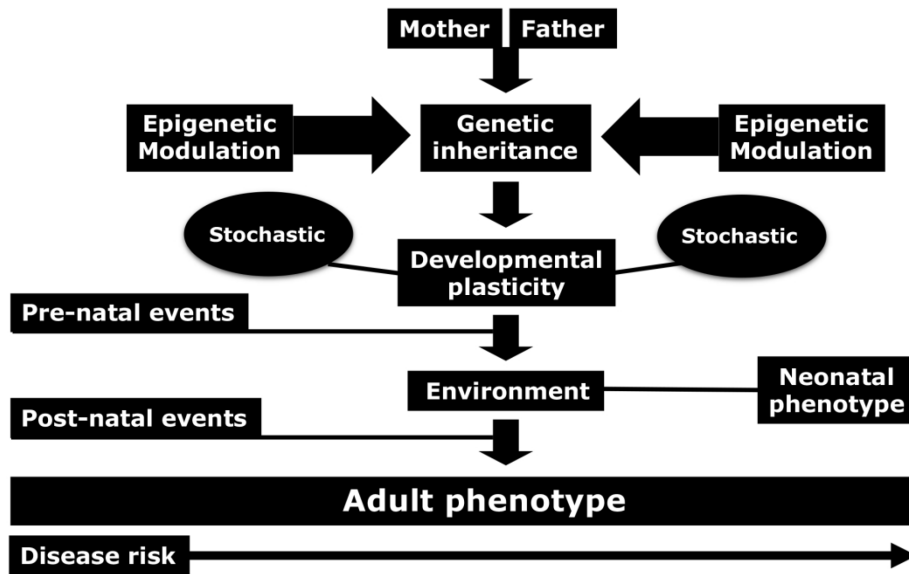 Mother Father
Epigenetic
Modulation
Genetic
inheritance
Epigenetic
Modulation
Stochastic
Stochastic
Developmental
plasticity
Pre-natal events
Environment
Neonatal
phenotype
Post-natal events
Adult phenotype
Disease risk